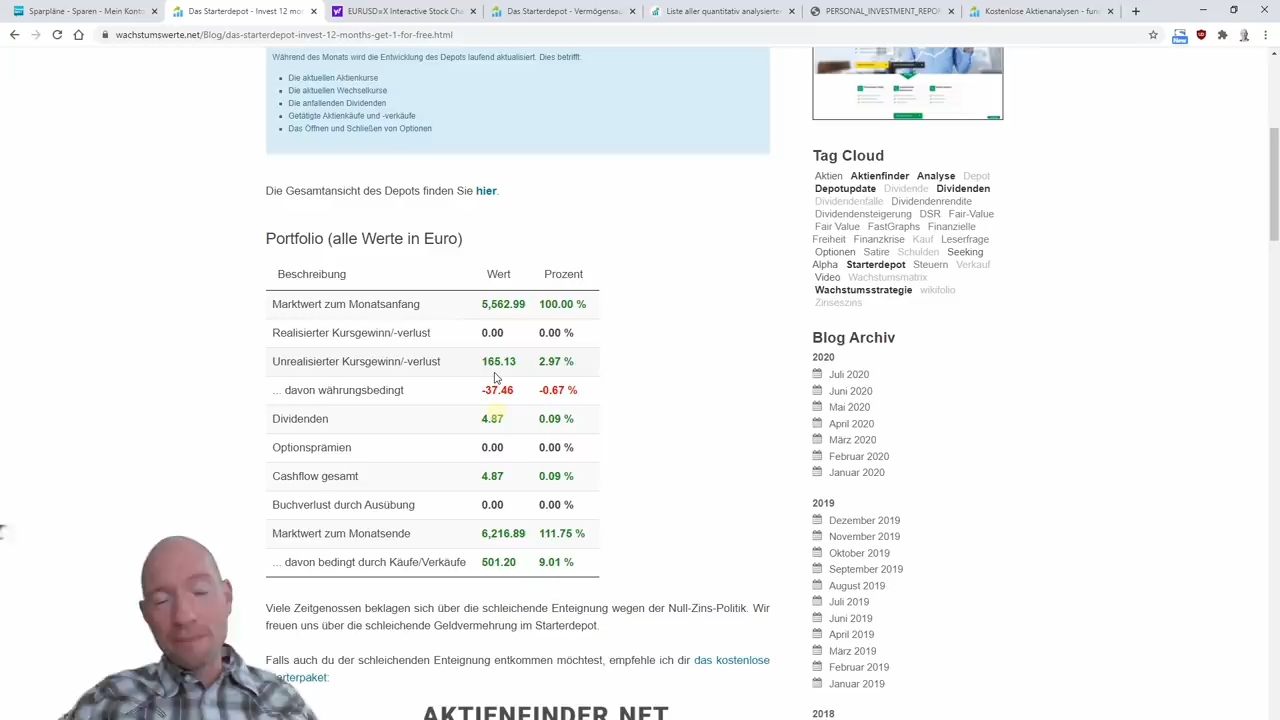 Sparpläne - Sparen - Mein Konto
Das Starterdepot - Invest 12 mo
EURUSD=X Interactive Stock Cha
Das Starterdepot - Vermögensau
Liste aller quantitativ analysierte
PERSONAL_INVESTMENT_REPOR
Kostenlose Aktienanalysen - fun
wachstumswerte.net/Blog/das-starterdepot-invest-12-months-get-1-for-free.html
Während des Monats wird die Entwicklung des Depots laufend aktualisiert. Dies betrifft:
Die aktuellen Aktienkurse
Die aktuellen Wechselkurse
Die anfallenden Dividenden
Getätigte Aktienkäufe und -verkäufe
Das Öffnen und Schließen von Optionen
Die Gesamtansicht des Depots finden Sie hier.
Portfolio (alle Werte in Euro)
Beschreibung Wert Prozent
Marktwert zum Monatsanfang 5,562.99 100.00 %
Realisierter Kursgewinn/-verlust 0.00 0.00 %
Unrealisierter Kursgewinn/-verlust 165.13 2.97 %
... davon währungsbedingt -37.46 -0.67 %
Dividenden 4.87 0.09 %
Optionsprämien 0.00 0.00 %
Cashflow gesamt 4.87 0.09 %
Buchverlust durch Ausübung 0.00 0.00 %
Marktwert zum Monatsende 6,216.89 111.75 %
... davon bedingt durch Käufe/Verkäufe 501.20 9.01 %
Viele Zeitgenossen beklagen sich über die schleichende Enteignung wegen der Null-Zins-Politik. Wir
freuen uns über die schleichende Geldvermehrung im Starterdepot.
Falls auch du der schleichenden Enteignung entkommen möchtest, empfehle ich dir das kostenlose
Starterpaket:
AKTIENFINDER.NET
Tag Cloud
Aktien Aktienfinder Analyse Depot
Depotupdate Dividende Dividenden
Dividendenfalle Dividendenrendite
Dividendensteigerung DSR Fair-Value
Fair Value FastGraphs Finanzielle
Freiheit Finanzkrise Kauf Leserfrage
Optionen Satire Schulden Seeking
Alpha Starterdepot Steuern Verkauf
Video Wachstumsmatrix
Wachstumsstrategie wikifolio
Zinseszins
Blog Archiv
2020
Juli 2020
Juni 2020
Mai 2020
April 2020
März 2020
Februar 2020
Januar 2020
2019
Dezember 2019
November 2019
Oktober 2019
September 2019
August 2019
Juli 2019
Juni 2019
April 2019
März 2019
Februar 2019
Januar 2019
2018